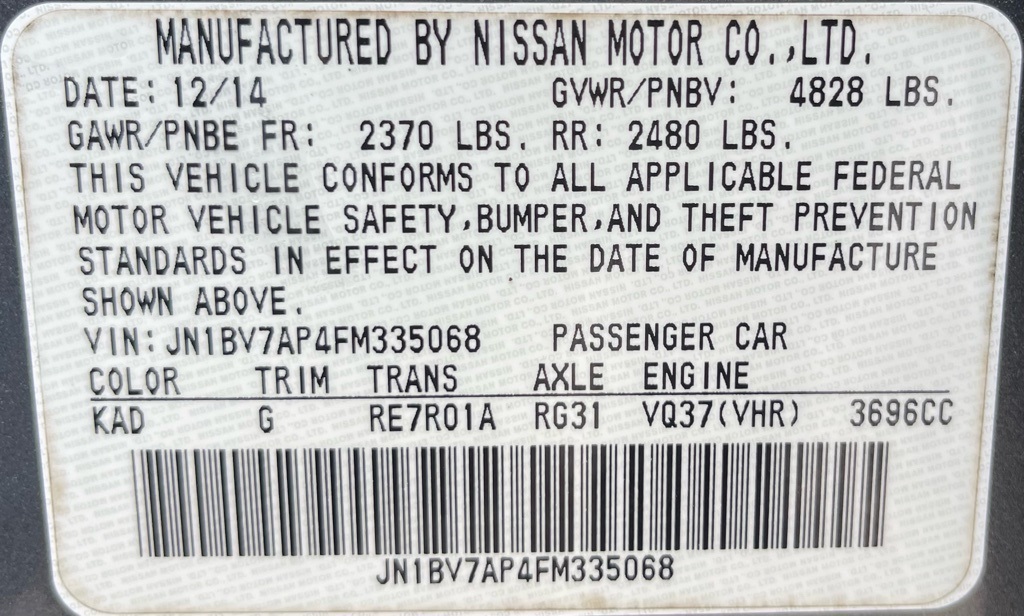 MANUFACTURED BY NISSAN MOTOR CO.,LTD.
DATE: 12/14 GVWR/PNBV: 4828 LBS.
GAWR/PNBE FR: 2370 LBS. RR: 2480 LBS.
THIS VEHICLE CONFORMS TO ALL APPLICABLE FEDERAL
MOTOR VEHICLE SAFETY,BUMPER,AND THEFT PREVENTION
STANDARDS IN EFFECT ON THE DATE OF MANUFACTURE
SHOWN ABOVE.
VIN: JN1BV7AP4FM335068 PASSENGER CAR
COLOR TRIM TRANS AXLE ENGINE
KAD G RE7R01A RG31 VQ37(VHR) 3696CC
JN1BV7AP4FM335068